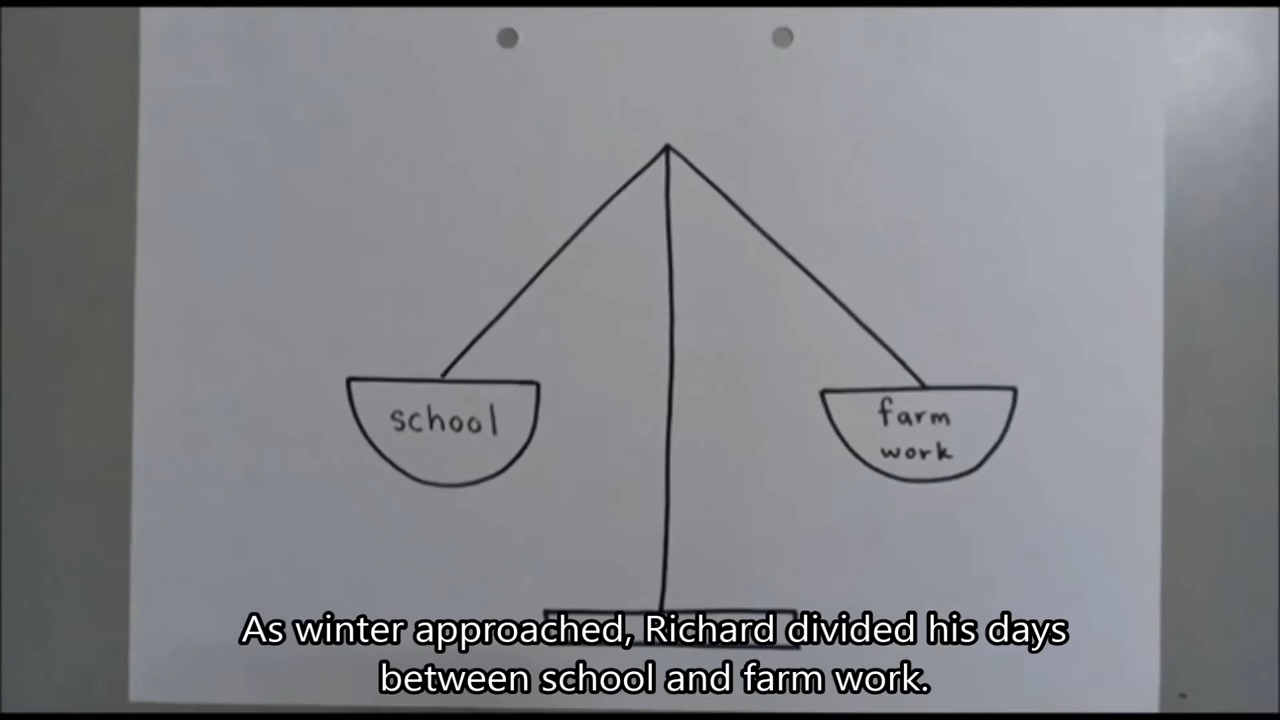 school
farm
work
As winter approached, Richard divided his days
between school and farm work.